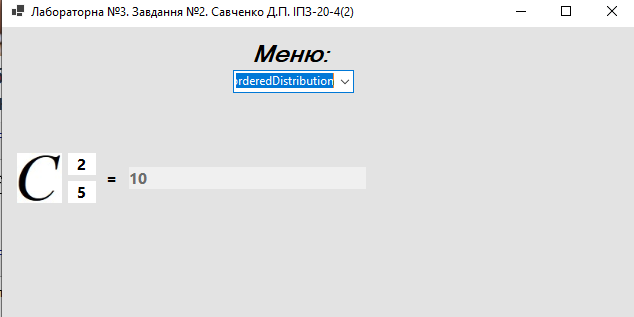 Лабораторна №3. Завдання №2. Савченко Д.П. ІПЗ-20-4(2)
Меню:
rderedDistribution
C 2
5 = 10